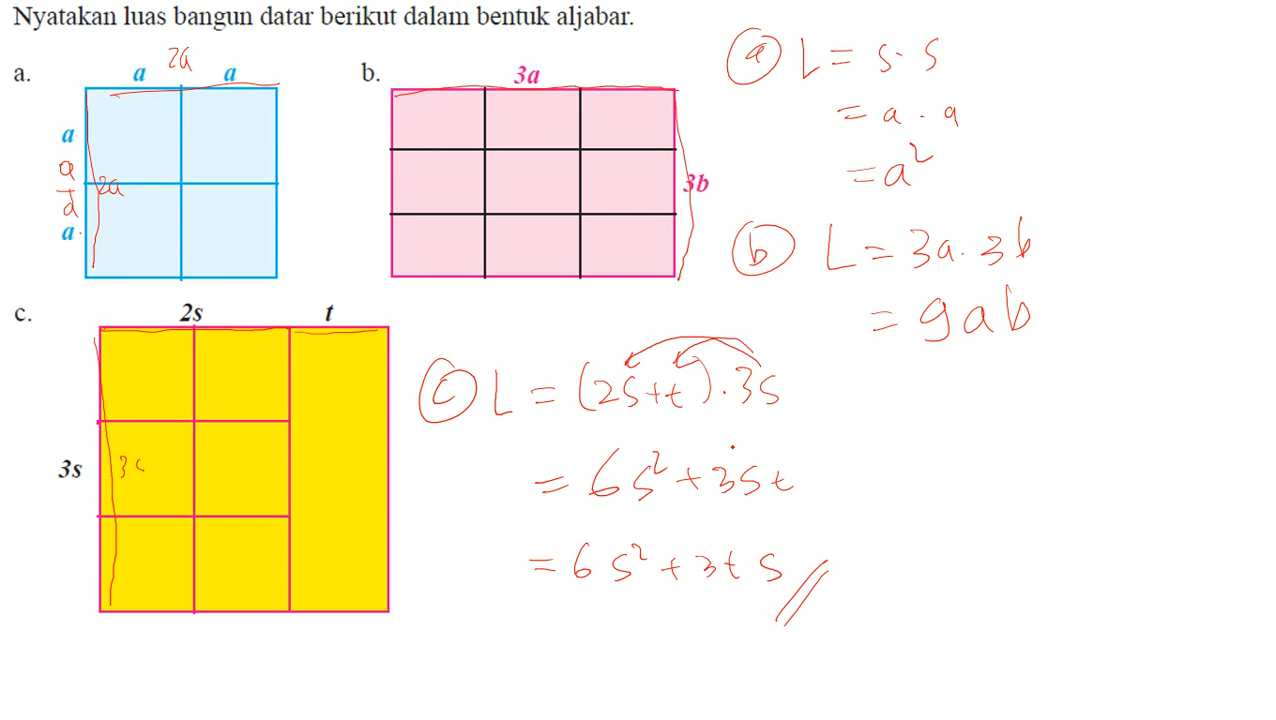 Nyatakan luas bangun datar berikut dalam bentuk aljabar.
a.
2a
a a
a
a
+
a
a
2a
b.
3a
3b
c.
2s t
3s
3s
a L = s · s
= a · a
= a²
b L = 3a · 3b
= 9ab
c L = (2s+t) · 3s
= 6s² + 3st
= 6s² + 3ts